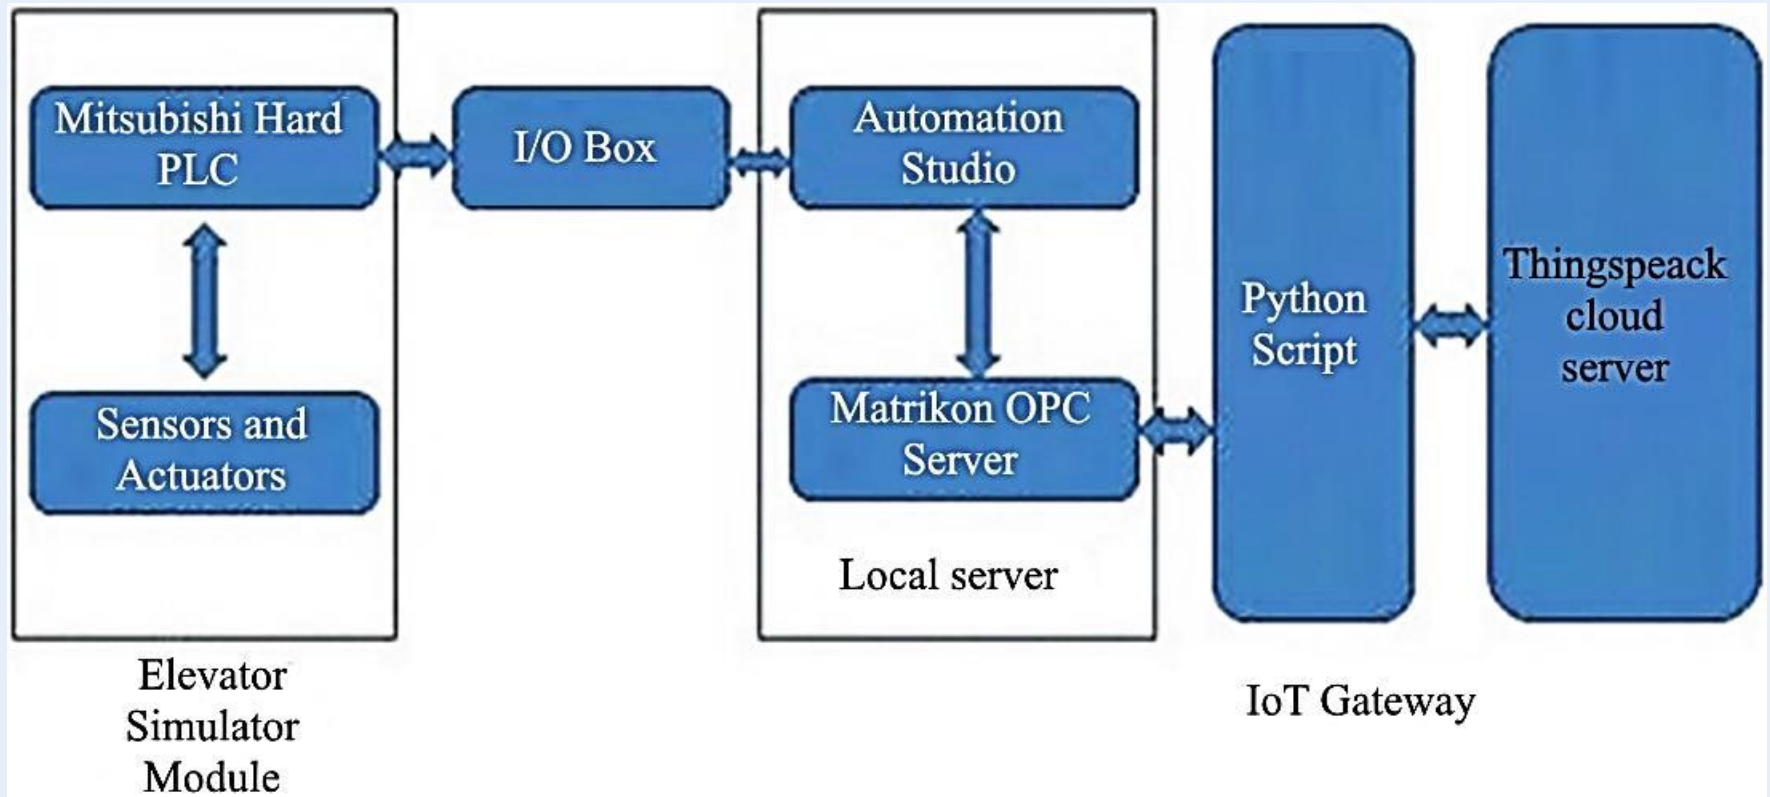 Mitsubishi Hard
PLC
Sensors and
Actuators
Elevator
Simulator
Module
I/O Box
Automation
Studio
Matrikon OPC
Server
Local server
Python
Script
IoT Gateway
Thingspeack
cloud
server